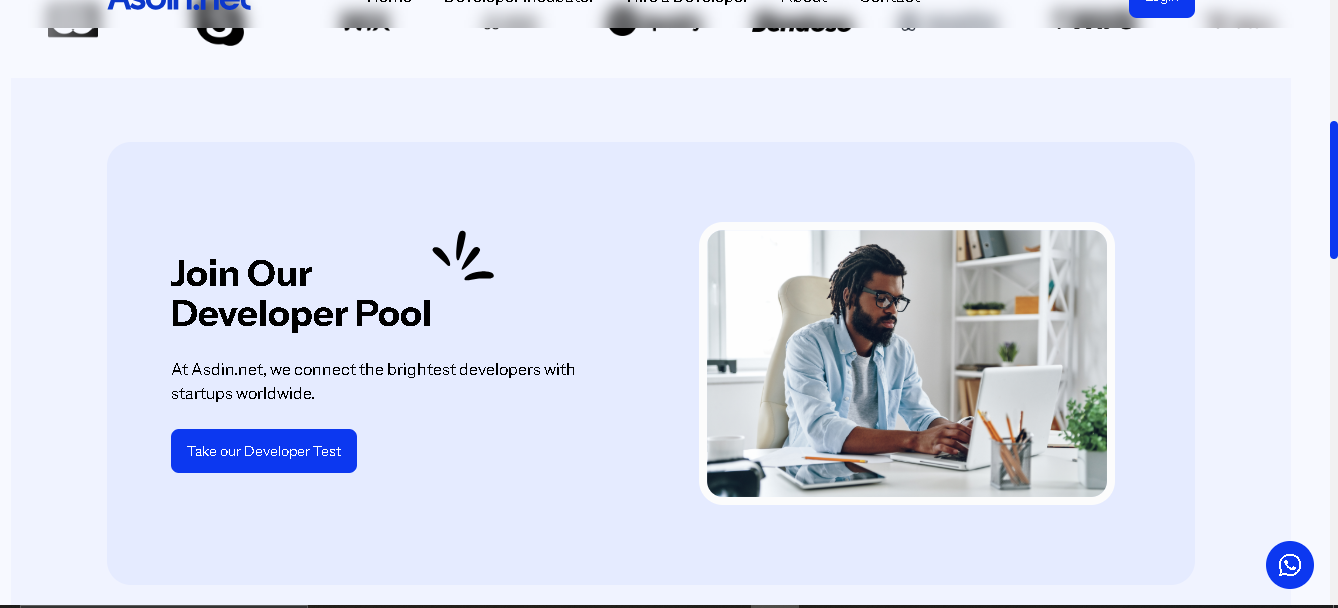 Asdin.net
Home Developer Incubator Hire a Developer About Contact
Login
Join Our
Developer Pool
At Asdin.net, we connect the brightest developers with
startups worldwide.
Take our Developer Test